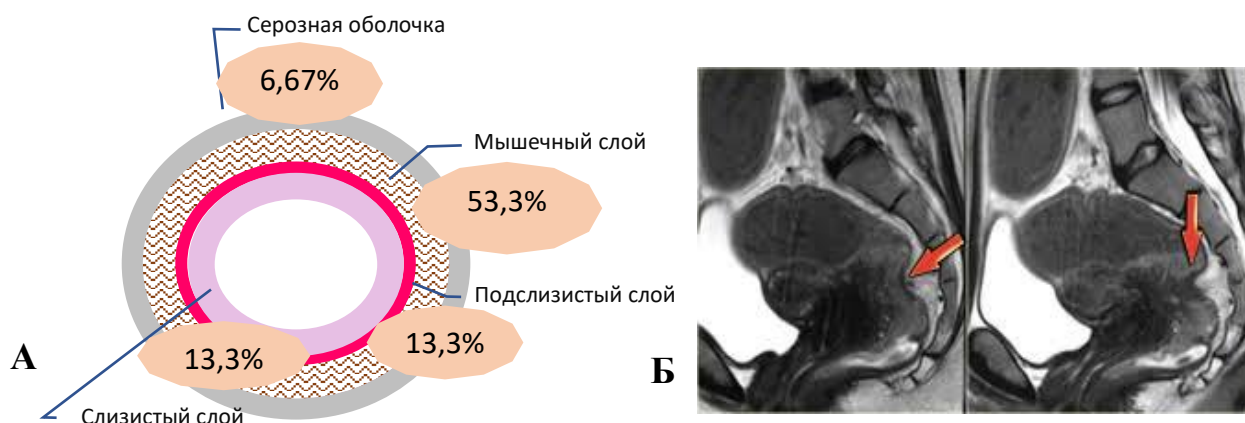 Серозная оболочка
6,67%
Мышечный слой
53,3%
Подслизистый слой
13,3%
13,3%
А
Б
Слизистый слой